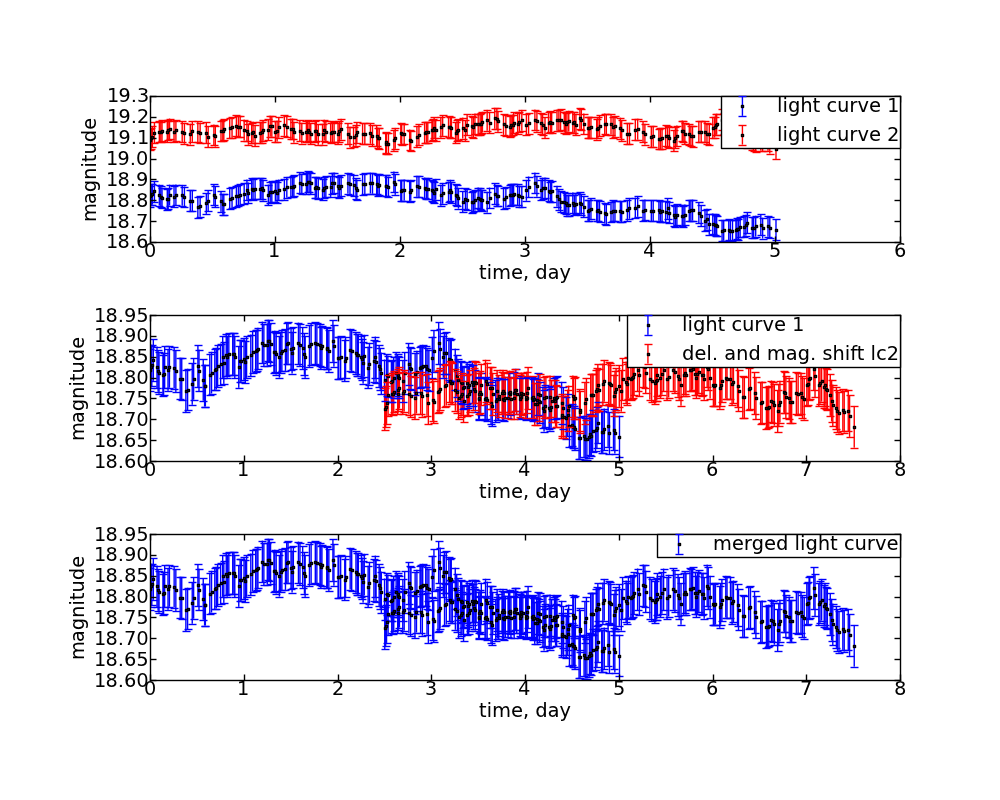 19.3
19.2
19.1
19.0
18.9
18.8
18.7
18.6
magnitude
light curve 1
light curve 2
0 1 2 3 4 5 6
time, day
18.95
18.90
18.85
18.80
18.75
18.70
18.65
18.60
magnitude
light curve 1
del. and mag. shift lc2
0 1 2 3 4 5 6 7 8
time, day
18.95
18.90
18.85
18.80
18.75
18.70
18.65
18.60
magnitude
merged light curve
0 1 2 3 4 5 6 7 8
time, day